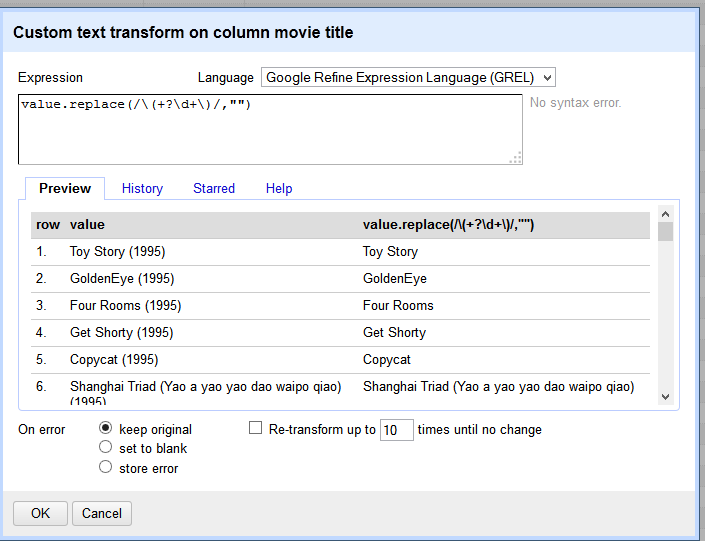 Custom text transform on column movie title
Expression Language Google Refine Expression Language (GREL)
value.replace(/\(+?\d+\)/,"") No syntax error.
Preview History Starred Help
row value value.replace(/\(+?\d+\)/,"")
1. Toy Story (1995) Toy Story
2. GoldenEye (1995) GoldenEye
3. Four Rooms (1995) Four Rooms
4. Get Shorty (1995) Get Shorty
5. Copycat (1995) Copycat
6. Shanghai Triad (Yao a yao yao dao waipo qiao) Shanghai Triad (Yao a yao yao dao waipo qiao)
(1995)
On error keep original Re-transform up to 10 times until no change
set to blank
store error
OK Cancel